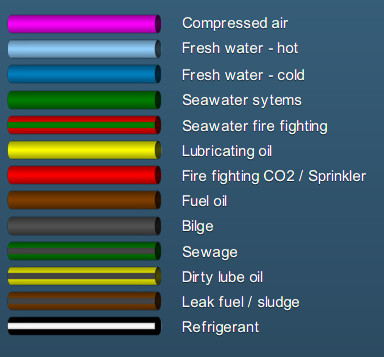 Compressed air
Fresh water - hot
Fresh water - cold
Seawater sytems
Seawater fire fighting
Lubricating oil
Fire fighting CO2 / Sprinkler
Fuel oil
Bilge
Sewage
Dirty lube oil
Leak fuel / sludge
Refrigerant